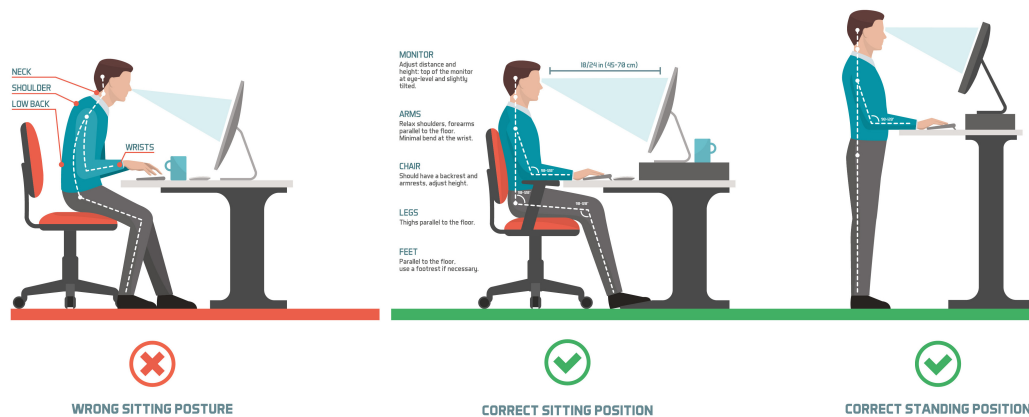 NECK
SHOULDER
LOW BACK
WRISTS
WRONG SITTING POSTURE
MONITOR
Adjust distance and
height: top of the monitor
at eye-level and slightly
tilted.
ARMS
Relax shoulders, forearms
parallel to the floor.
Minimal bend at the wrist.
CHAIR
Should have a backrest and
armrests, adjust height.
LEGS
Thighs parallel to the floor.
FEET
Parallel to the floor,
use a footrest if necessary.
18/24 in (45-70 cm)
CORRECT SITTING POSITION
CORRECT STANDING POSITION